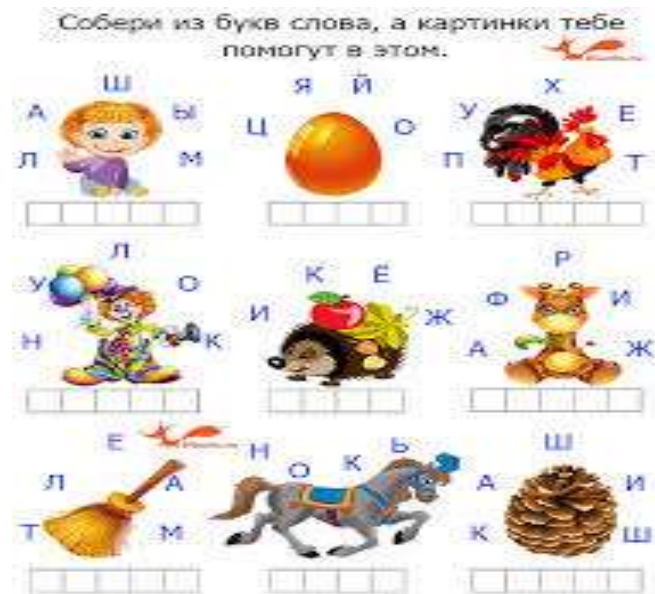 Собери из букв слова, а картинки тебе
помогут в этом.
Ш
А Ы
Л М
Я Й
Ц О
Х
У Е
П Т
Л
У О
Н К
К Ё
И Ж
Р
Ф И
А Ж
Е
Л А
Т М
Н О К Ь
Ш
А И
К Ш